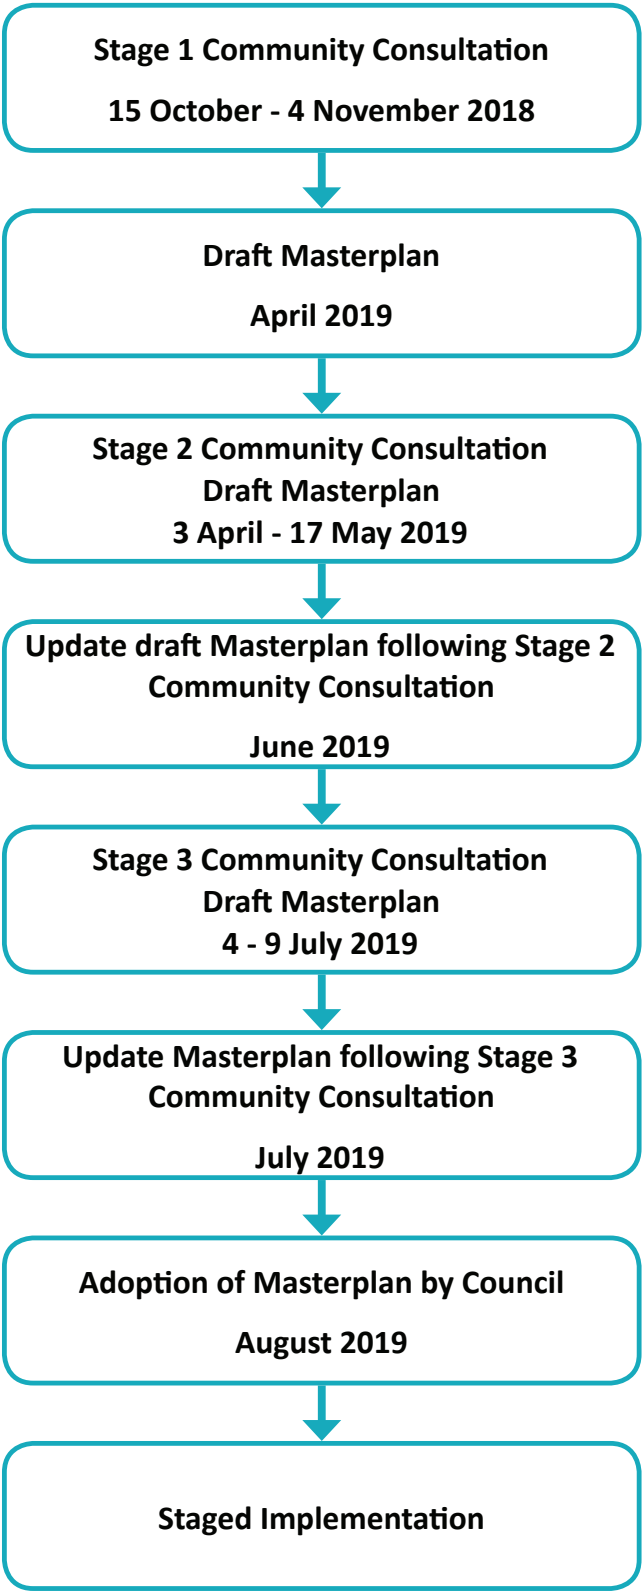 Stage 1 Community Consultation
15 October - 4 November 2018
Draft Masterplan
April 2019
Stage 2 Community Consultation
Draft Masterplan
3 April - 17 May 2019
Update draft Masterplan following Stage 2
Community Consultation
June 2019
Stage 3 Community Consultation
Draft Masterplan
4 - 9 July 2019
Update Masterplan following Stage 3
Community Consultation
July 2019
Adoption of Masterplan by Council
August 2019
Staged Implementation